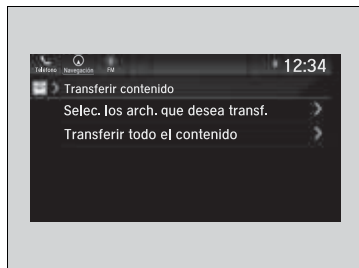 Teléfono Navegación FM
12:34
Transferir contenido
Selec. los arch. que desea transf.
Transferir todo el contenido